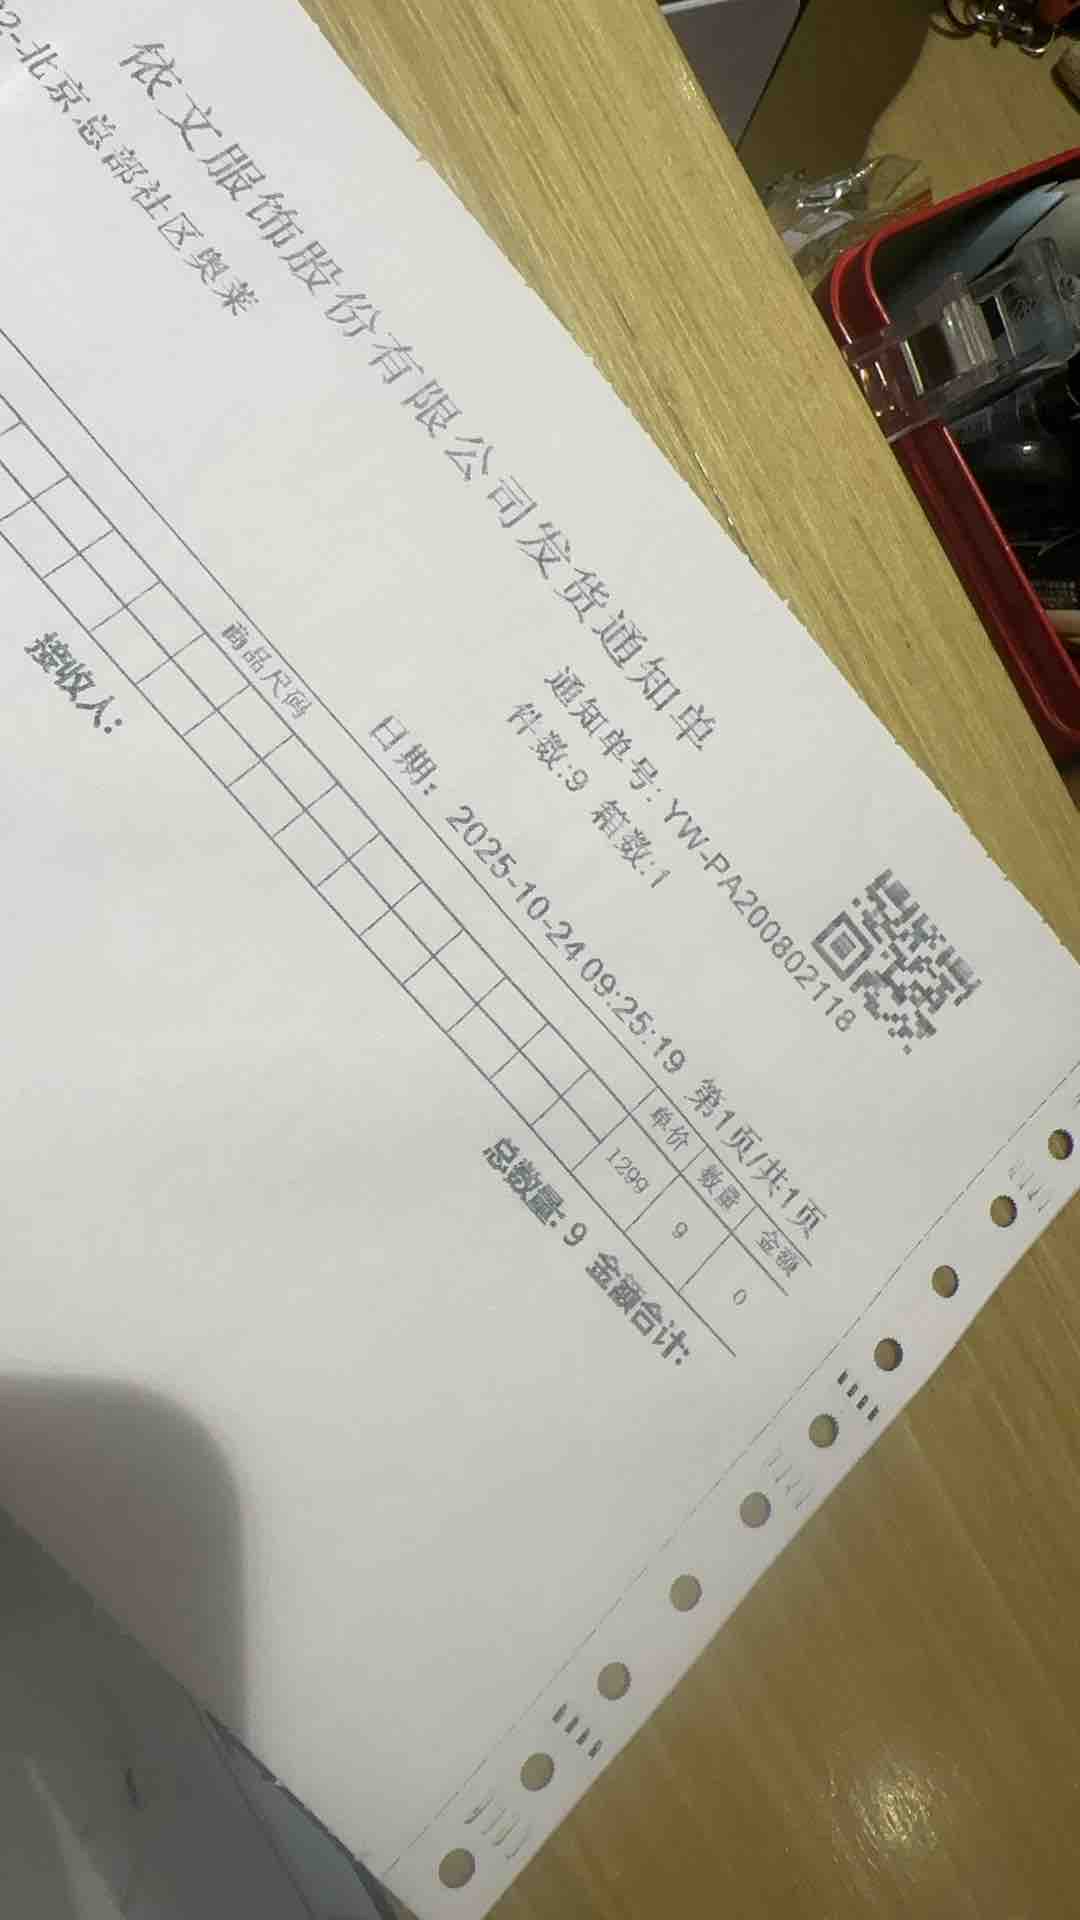 依文服饰股份有限公司发货通知单
2-北京总部社区奥莱
通知单号: YW-PA200802118
件数:9 箱数:1
日期: 2025-10-24 09:25:19 第1页/共1页
商品尺码 单价 数量 金额
1299 9 0
接收人:
总数量: 9 金额合计: